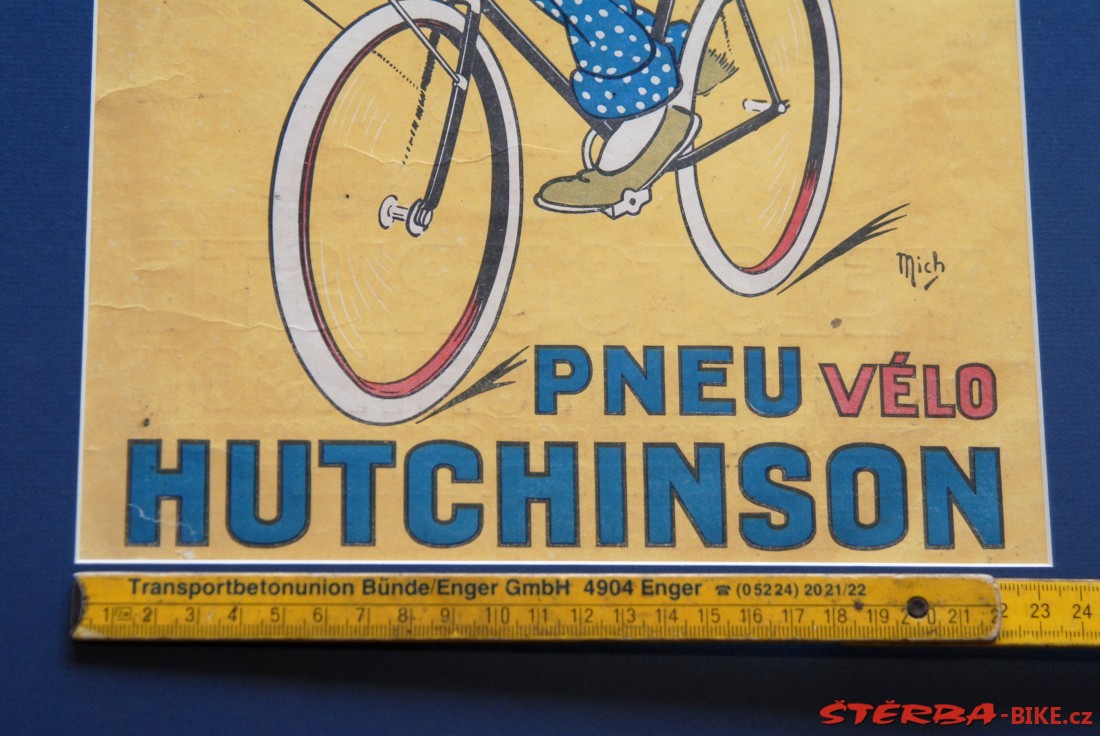 Mich
PNEU VÉLO
HUTCHINSON
Transportbetonunion Bünde/Enger GmbH 4904 Enger ☎ (05224) 2021/22
1 2 3 4 5 6 7 8 9 10 11 12 13 14 15 16 17 18 19 20 21 22 23 24
ŠTĚRBA-BIKE.cz